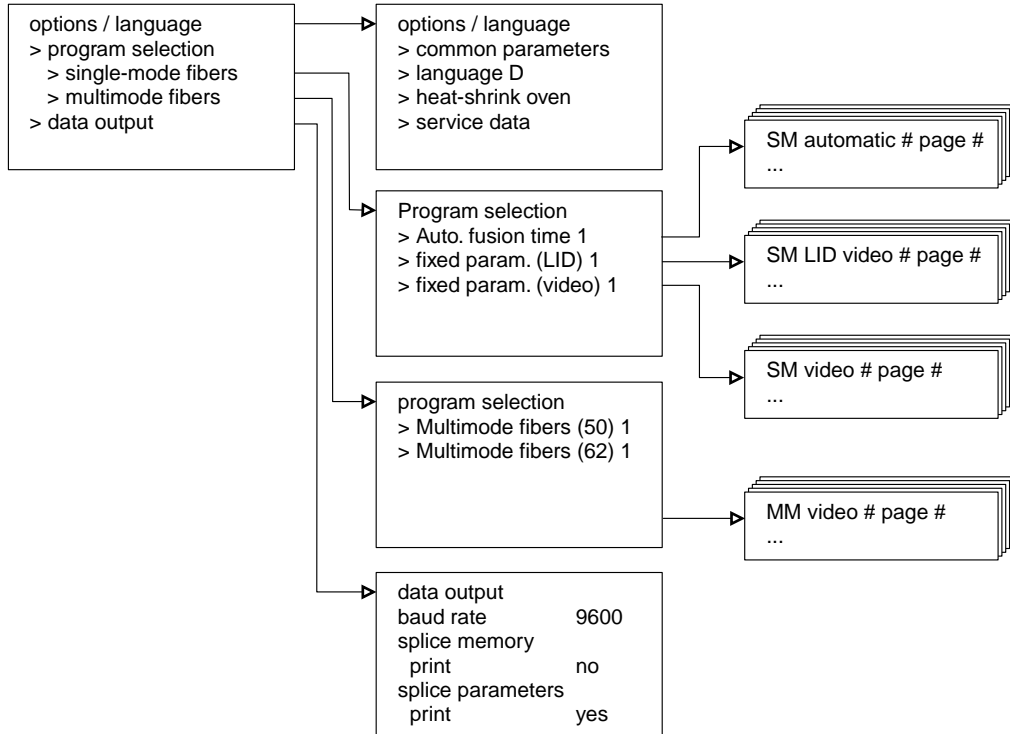 options / language
> program selection
> single-mode fibers
> multimode fibers
> data output
options / language
> common parameters
> language D
> heat-shrink oven
> service data
Program selection
> Auto. fusion time 1
> fixed param. (LID) 1
> fixed param. (video) 1
program selection
> Multimode fibers (50) 1
> Multimode fibers (62) 1
data output
baud rate 9600
splice memory
print no
splice parameters
print yes
SM automatic # page #
...
SM LID video # page #
...
SM video # page #
...
MM video # page #
...